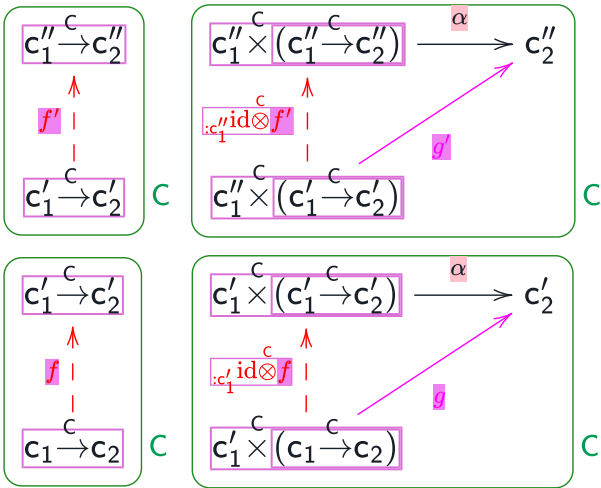 c₁′′ →ᶜ c₂′′
c₁′′ ×ᶜ (c₁′′ →ᶜ c₂′′)
α
c₂′′
f′
:c₁′′ id ⊗ᶜ f′
g′
c₁′ →ᶜ c₂′
C
c₁′′ ×ᶜ (c₁′ →ᶜ c₂′)
C
c₁′ →ᶜ c₂′
c₁′ ×ᶜ (c₁′ →ᶜ c₂′)
α
c₂′
f
:c₁′ id ⊗ᶜ f
g
c₁ →ᶜ c₂
C
c₁′ ×ᶜ (c₁ →ᶜ c₂)
C